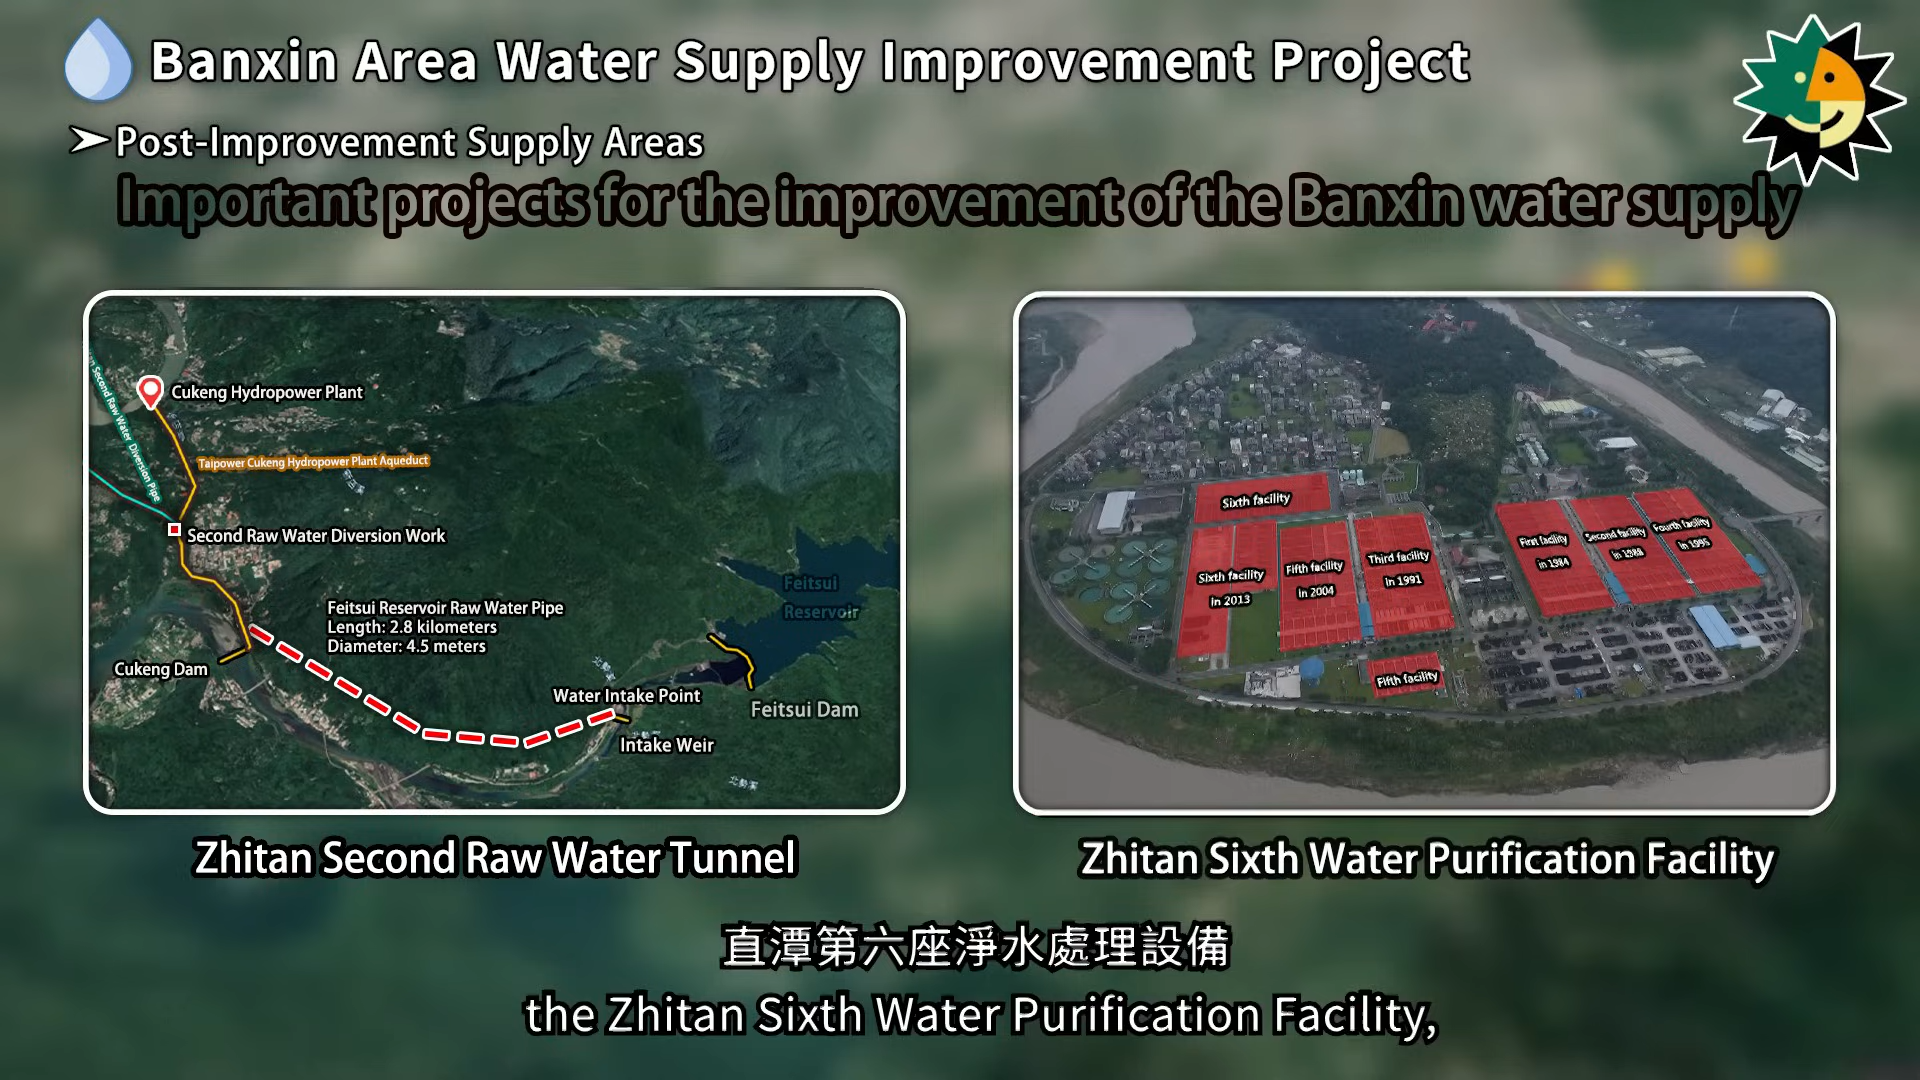 Banxin Area Water Supply Improvement Project
➢Post-Improvement Supply Areas
Important projects for the improvement of the Banxin water supply
Cukeng Hydropower Plant
Second Raw Water Diversion Pipe
Taipower Cukeng Hydropower Plant Aqueduct
Second Raw Water Diversion Work
Feitsui
Reservoir
Feitsui Reservoir Raw Water Pipe
Length: 2.8 kilometers
Diameter: 4.5 meters
Cukeng Dam
Water Intake Point
Feitsui Dam
Intake Weir
Sixth facility
Sixth facility
in 2013
Fifth facility
in 2004
Third facility
in 1991
First facility
in 1984
Second facility
in 1988
Fourth facility
in 1995
Fifth facility
Zhitan Second Raw Water Tunnel
Zhitan Sixth Water Purification Facility
直潭第六座淨水處理設備
the Zhitan Sixth Water Purification Facility,